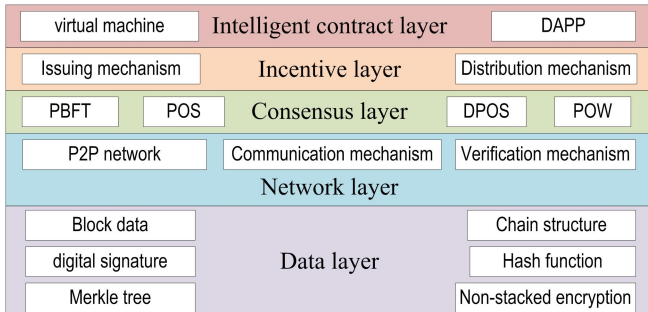 virtual machine Intelligent contract layer DAPP
Issuing mechanism Incentive layer Distribution mechanism
PBFT POS Consensus layer DPOS POW
P2P network Communication mechanism Verification mechanism
Network layer
Block data Chain structure
digital signature Data layer Hash function
Merkle tree Non-stacked encryption